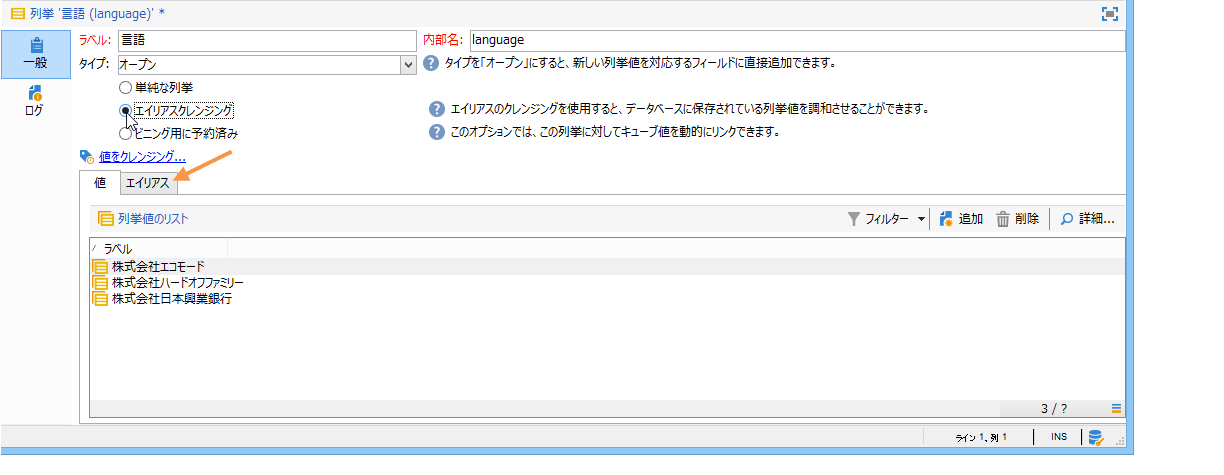 列挙 '言語 (language)' *
一般
ログ
ラベル: 言語 内部名: language
タイプ: オープン タイプを「オープン」にすると、新しい列挙値を対応するフィールドに直接追加できます。
単純な列挙
エイリアスクレンジング エイリアスのクレンジングを使用すると、データベースに保存されている列挙値を調和させることができます。
ビニング用に予約済み このオプションでは、この列挙に対してキューブ値を動的にリンクできます。
値をクレンジング...
値 エイリアス
列挙値のリスト フィルター 追加 削除 詳細...
ラベル
株式会社エコモード
株式会社ハードオフファミリー
株式会社日本興業銀行
3 / ?
ライン 1、列 1 INS